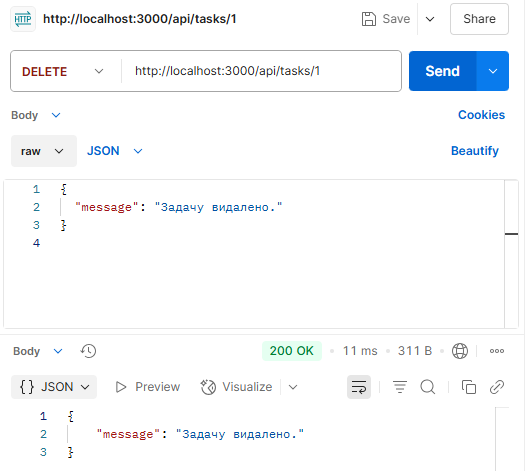 HTTP http://localhost:3000/api/tasks/1 Save Share
DELETE http://localhost:3000/api/tasks/1 Send
Body Cookies
raw JSON Beautify
1 {
2 "message": "Задачу видалено."
3 }
4
Body 200 OK • 11 ms • 311 B
{} JSON Preview Visualize
1 {
2 "message": "Задачу видалено."
3 }